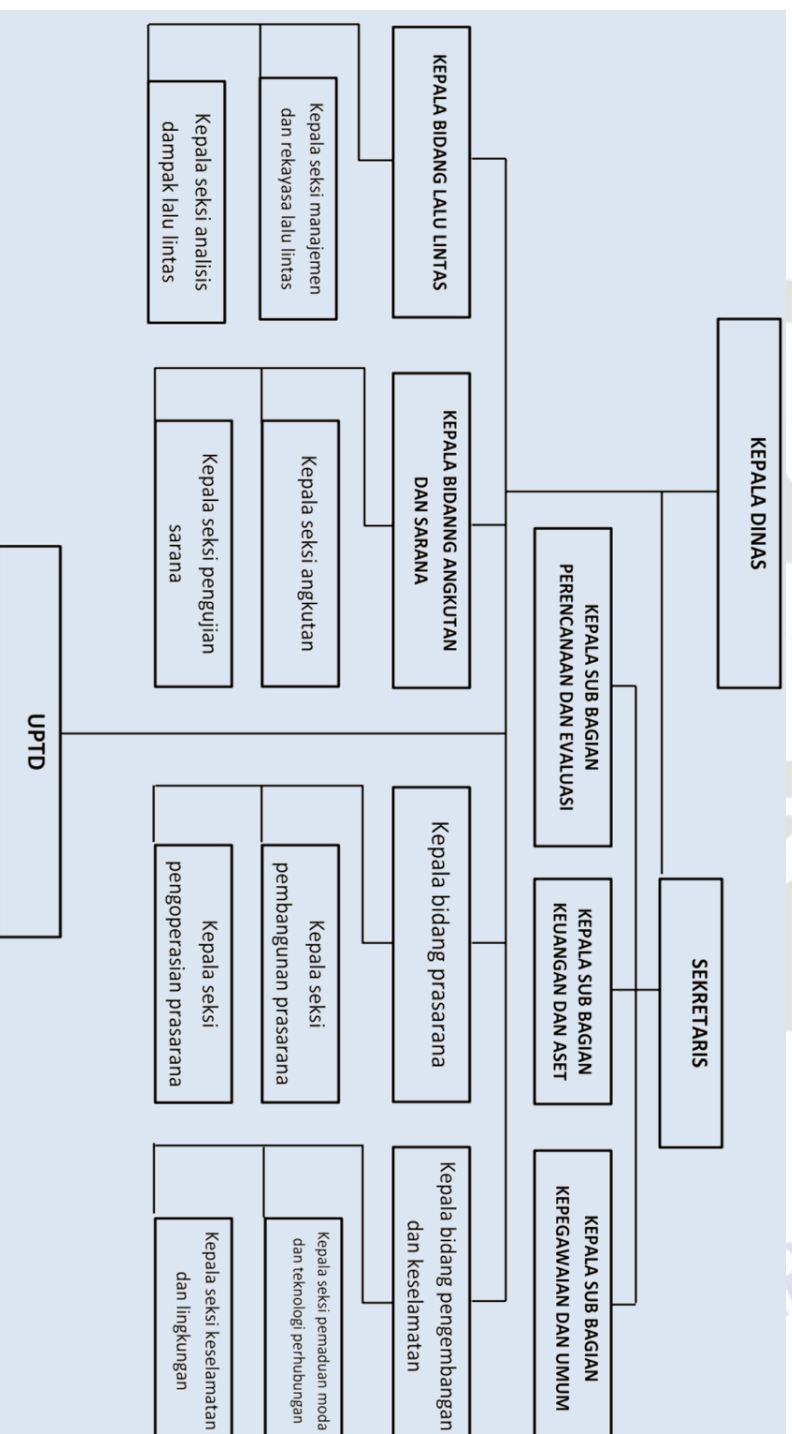 KEPALA DINAS
SEKRETARIS
KEPALA SUB BAGIAN
PERENCANAAN DAN EVALUASI
KEPALA SUB BAGIAN
KEUANGAN DAN ASET
KEPALA SUB BAGIAN
KEPEGAWAIAN DAN UMUM
KEPALA BIDANG LALU LINTAS
KEPALA BIDANNG ANGKUTAN
DAN SARANA
Kepala bidang prasarana
Kepala bidang pengembangan
dan keselamatan
Kepala seksi manajemen
dan rekayasa lalu lintas
Kepala seksi angkutan
Kepala seksi
pembangunan prasarana
Kepala seksi pemaduan moda
dan teknologi perhubungan
Kepala seksi analisis
dampak lalu lintas
Kepala seksi pengujian
sarana
Kepala seksi
pengoperasian prasarana
Kepala seksi keselamatan
dan lingkungan
UPTD